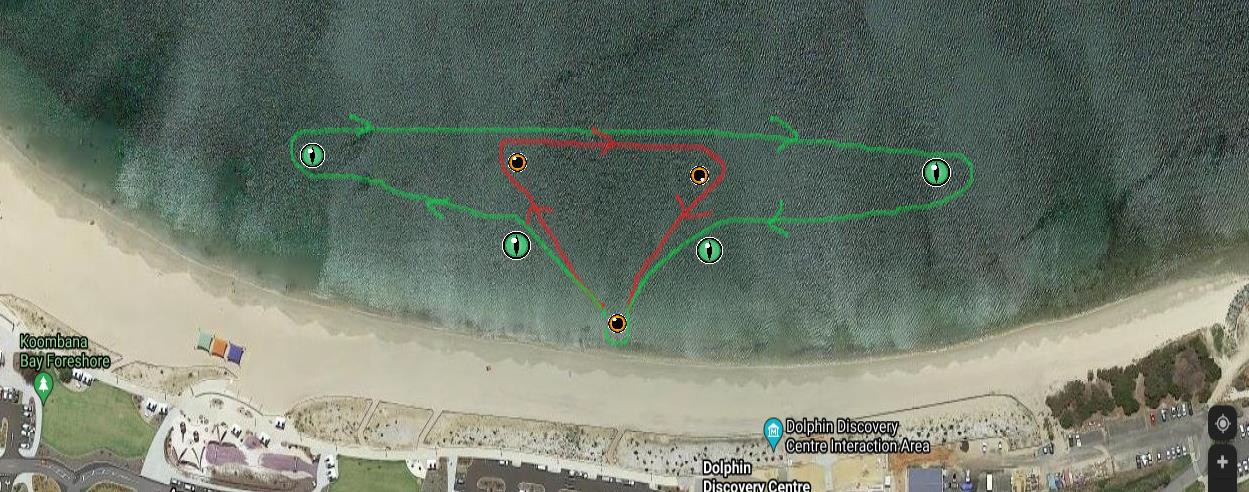 Koombana
Bay Foreshore
Dolphin Discovery
Centre Interaction Area
Dolphin
Discovery Centre